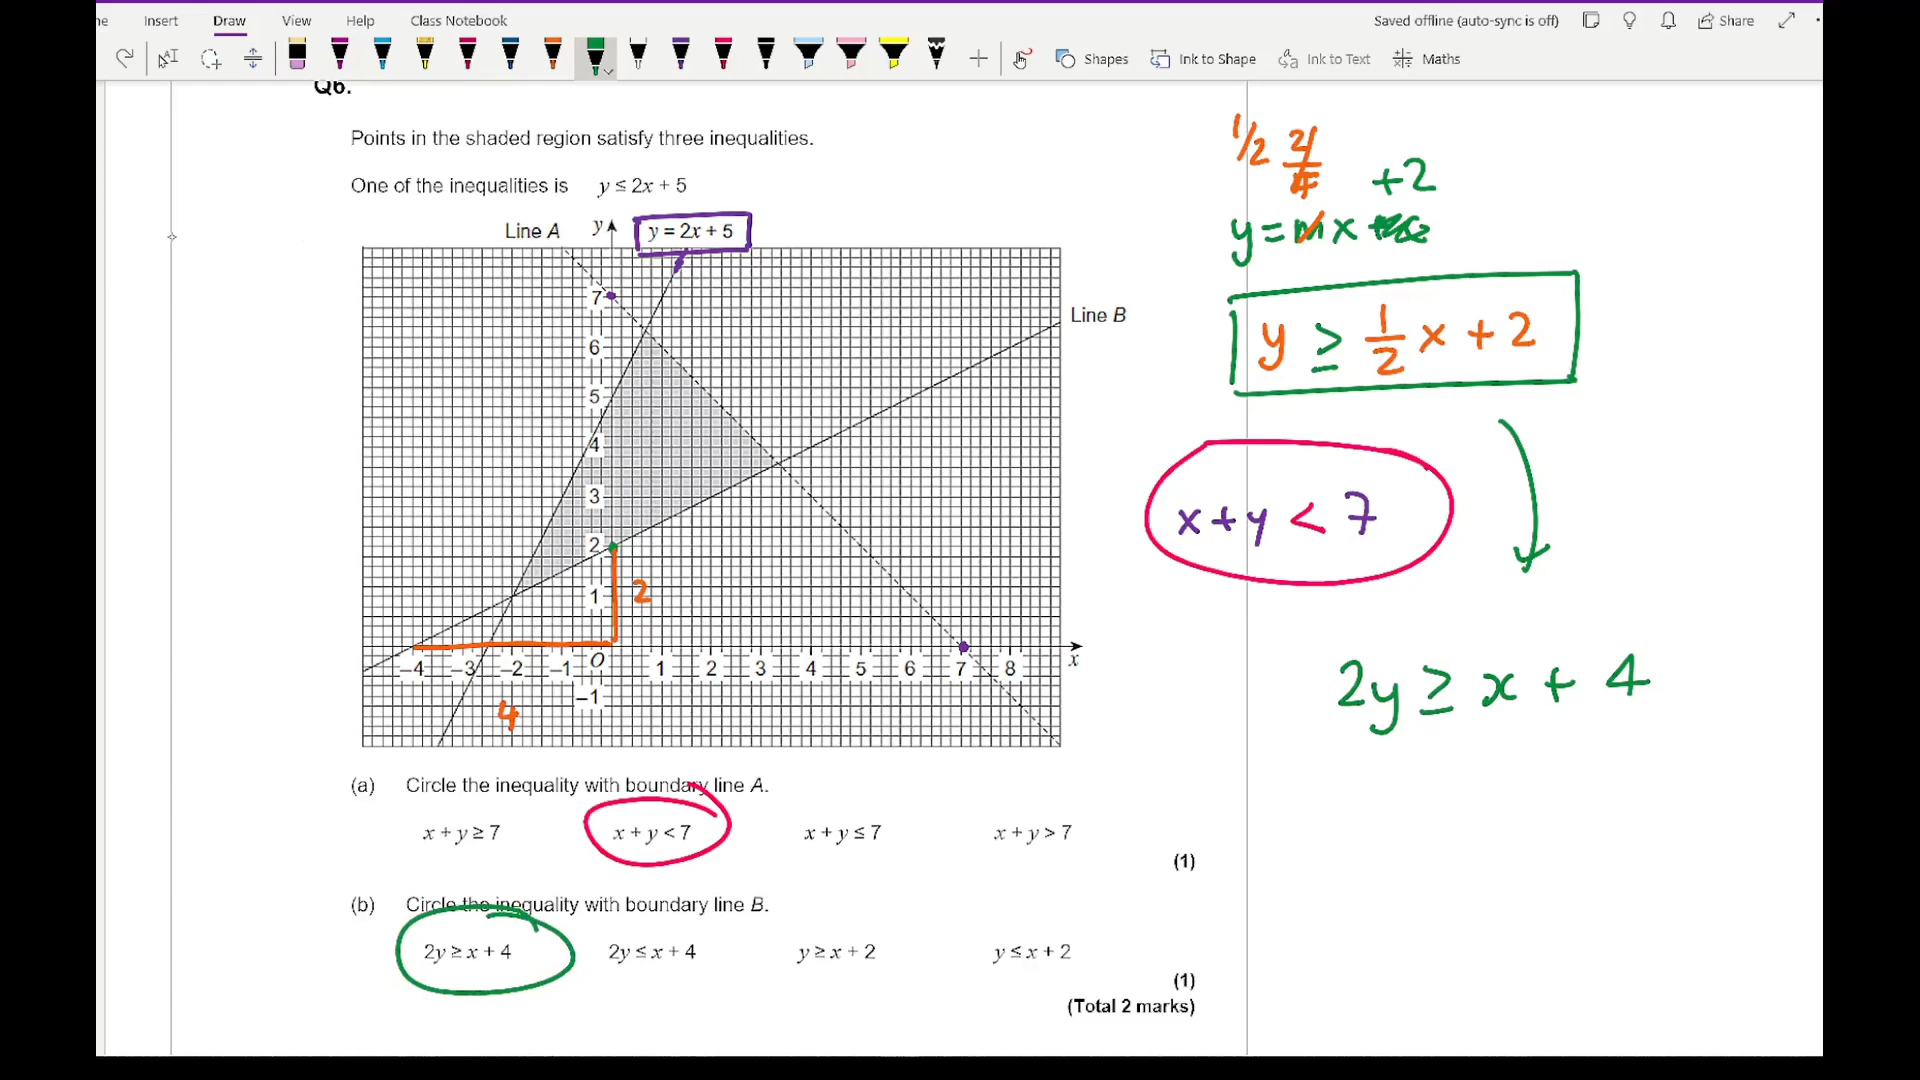 ne Insert Draw View Help Class Notebook Saved offline (auto-sync is off) Share
Shapes Ink to Shape Ink to Text Maths
Q6.
Points in the shaded region satisfy three inequalities.
One of the inequalities is y ≤ 2x + 5
Line A y y = 2x + 5
Line B
7
6
5
4
3
2
1
O
–4 –3 –2 –1 1 2 3 4 5 6 7 8 x
–1
2
4
(a) Circle the inequality with boundary line A.
x + y ≥ 7 x + y < 7 x + y ≤ 7 x + y > 7
(1)
(b) Circle the inequality with boundary line B.
2y ≥ x + 4 2y ≤ x + 4 y ≥ x + 2 y ≤ x + 2
(1)
(Total 2 marks)
1/2 2/4 +2
y = mx
y ≥ 1/2 x + 2
x + y < 7
2y ≥ x + 4